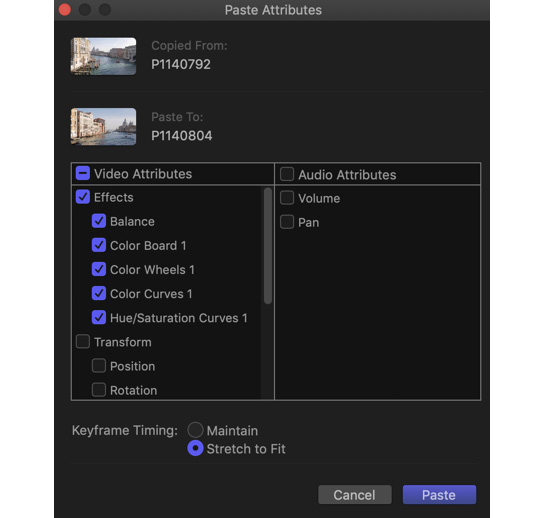 Paste Attributes
Copied From:
P1140792
Paste To:
P1140804
Video Attributes
Effects
Balance
Color Board 1
Color Wheels 1
Color Curves 1
Hue/Saturation Curves 1
Transform
Position
Rotation
Audio Attributes
Volume
Pan
Keyframe Timing:
Maintain
Stretch to Fit
Cancel
Paste